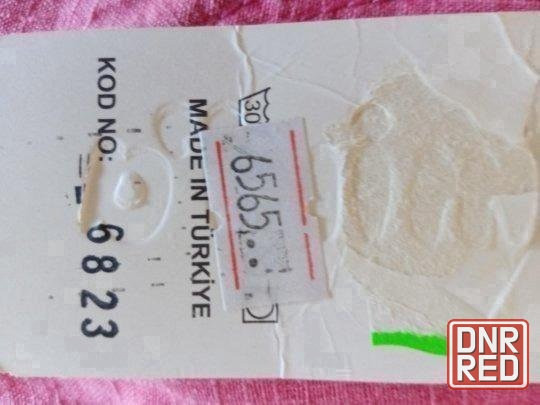 30
6565..
MADE IN TÜRKİYE
KOD NO:
6823
DNR
RED